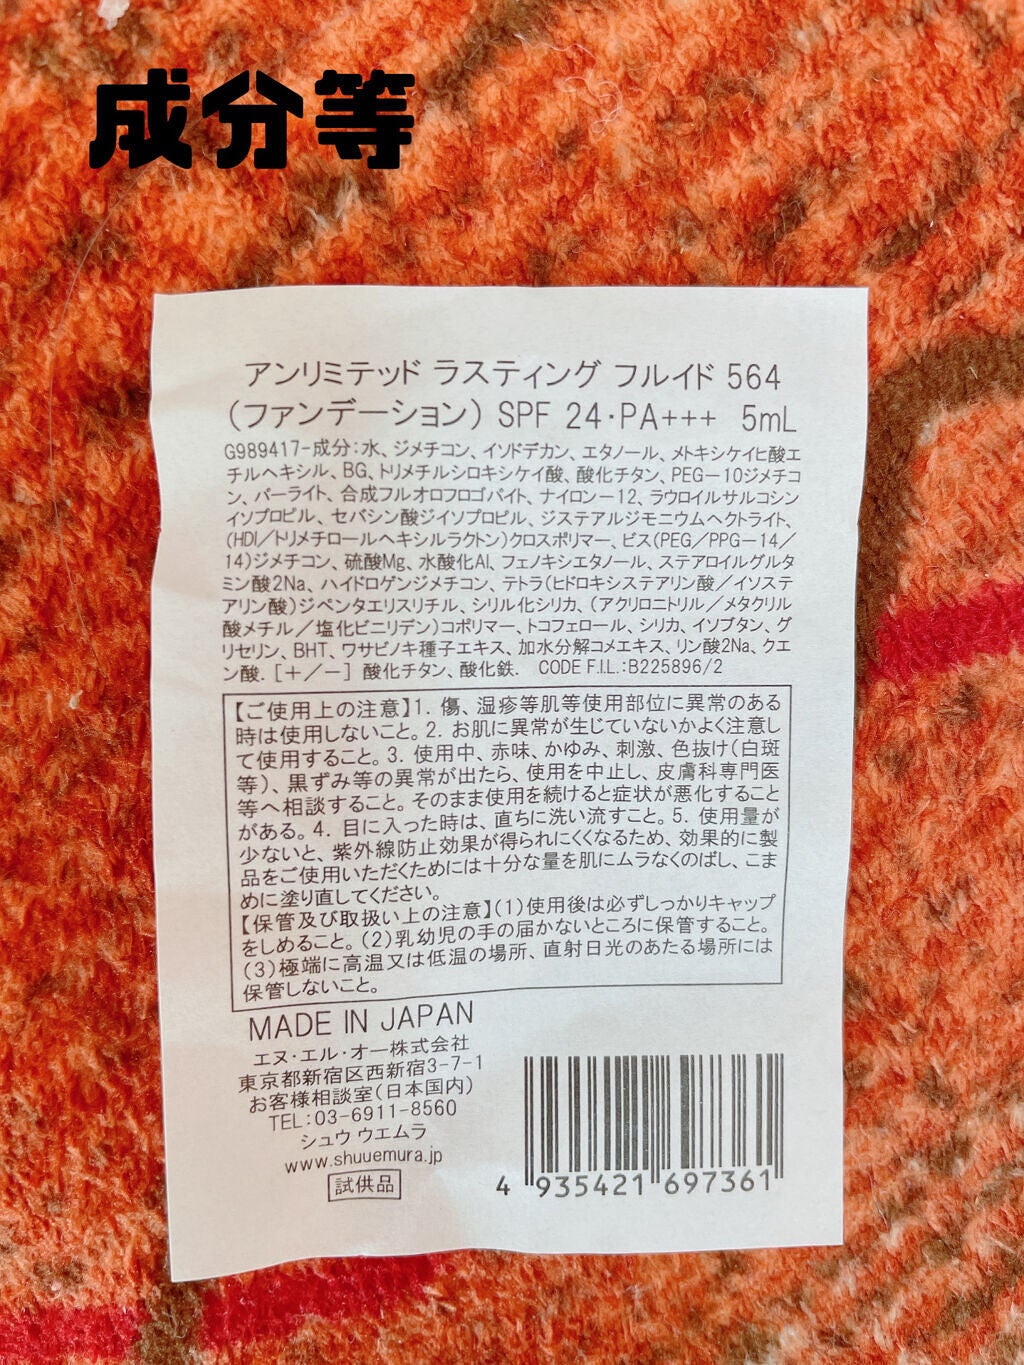 成分等
アンリミテッド ラスティング フルイド 564
（ファンデーション） SPF 24・PA+++ 5mL
G989417-成分：水、ジメチコン、イソドデカン、エタノール、メトキシケイヒ酸エ
チルヘキシル、BG、トリメチルシロキシケイ酸、酸化チタン、PEG－10ジメチコ
ン、パーライト、合成フルオロフロゴパイト、ナイロン－12、ラウロイルサルコシン
イソプロピル、セバシン酸ジイソプロピル、ジステアルジモニウムヘクトライト、
(HDI／トリメチロールヘキシルラクトン)クロスポリマー、ビス(PEG／PPG－14／
14)ジメチコン、硫酸Mg、水酸化Al、フェノキシエタノール、ステアロイルグルタ
ミン酸2Na、ハイドロゲンジメチコン、テトラ(ヒドロキシステアリン酸／イソステ
アリン酸)ジペンタエリスリチル、シリル化シリカ、(アクリロニトリル／メタクリル
酸メチル／塩化ビニリデン)コポリマー、トコフェロール、シリカ、イソブタン、グ
リセリン、BHT、ワサビノキ種子エキス、加水分解コメエキス、リン酸2Na、クエ
ン酸．［＋／－］酸化チタン、酸化鉄． CODE F.I.L.:B225896/2
【ご使用上の注意】1. 傷、湿疹等肌等使用部位に異常のある
時は使用しないこと。2. お肌に異常が生じていないかよく注意し
て使用すること。3. 使用中、赤味、かゆみ、刺激、色抜け(白斑
等)、黒ずみ等の異常が出たら、使用を中止し、皮膚科専門医
等へ相談すること。そのまま使用を続けると症状が悪化すること
がある。4. 目に入った時は、直ちに洗い流すこと。5. 使用量が
少ないと、紫外線防止効果が得られにくくなるため、効果的に製
品をご使用いただくためには十分な量を肌にムラなくのばし、こま
めに塗り直してください。
【保管及び取扱い上の注意】(1)使用後は必ずしっかりキャップ
をしめること。(2)乳幼児の手の届かないところに保管すること。
(3)極端に高温又は低温の場所、直射日光のあたる場所には
保管しないこと。
MADE IN JAPAN
エヌ・エル・オー株式会社
東京都新宿区西新宿3-7-1
お客様相談室(日本国内)
TEL:03-6911-8560
シュウ ウエムラ
www.shuuemura.jp
試供品
4 935421 697361